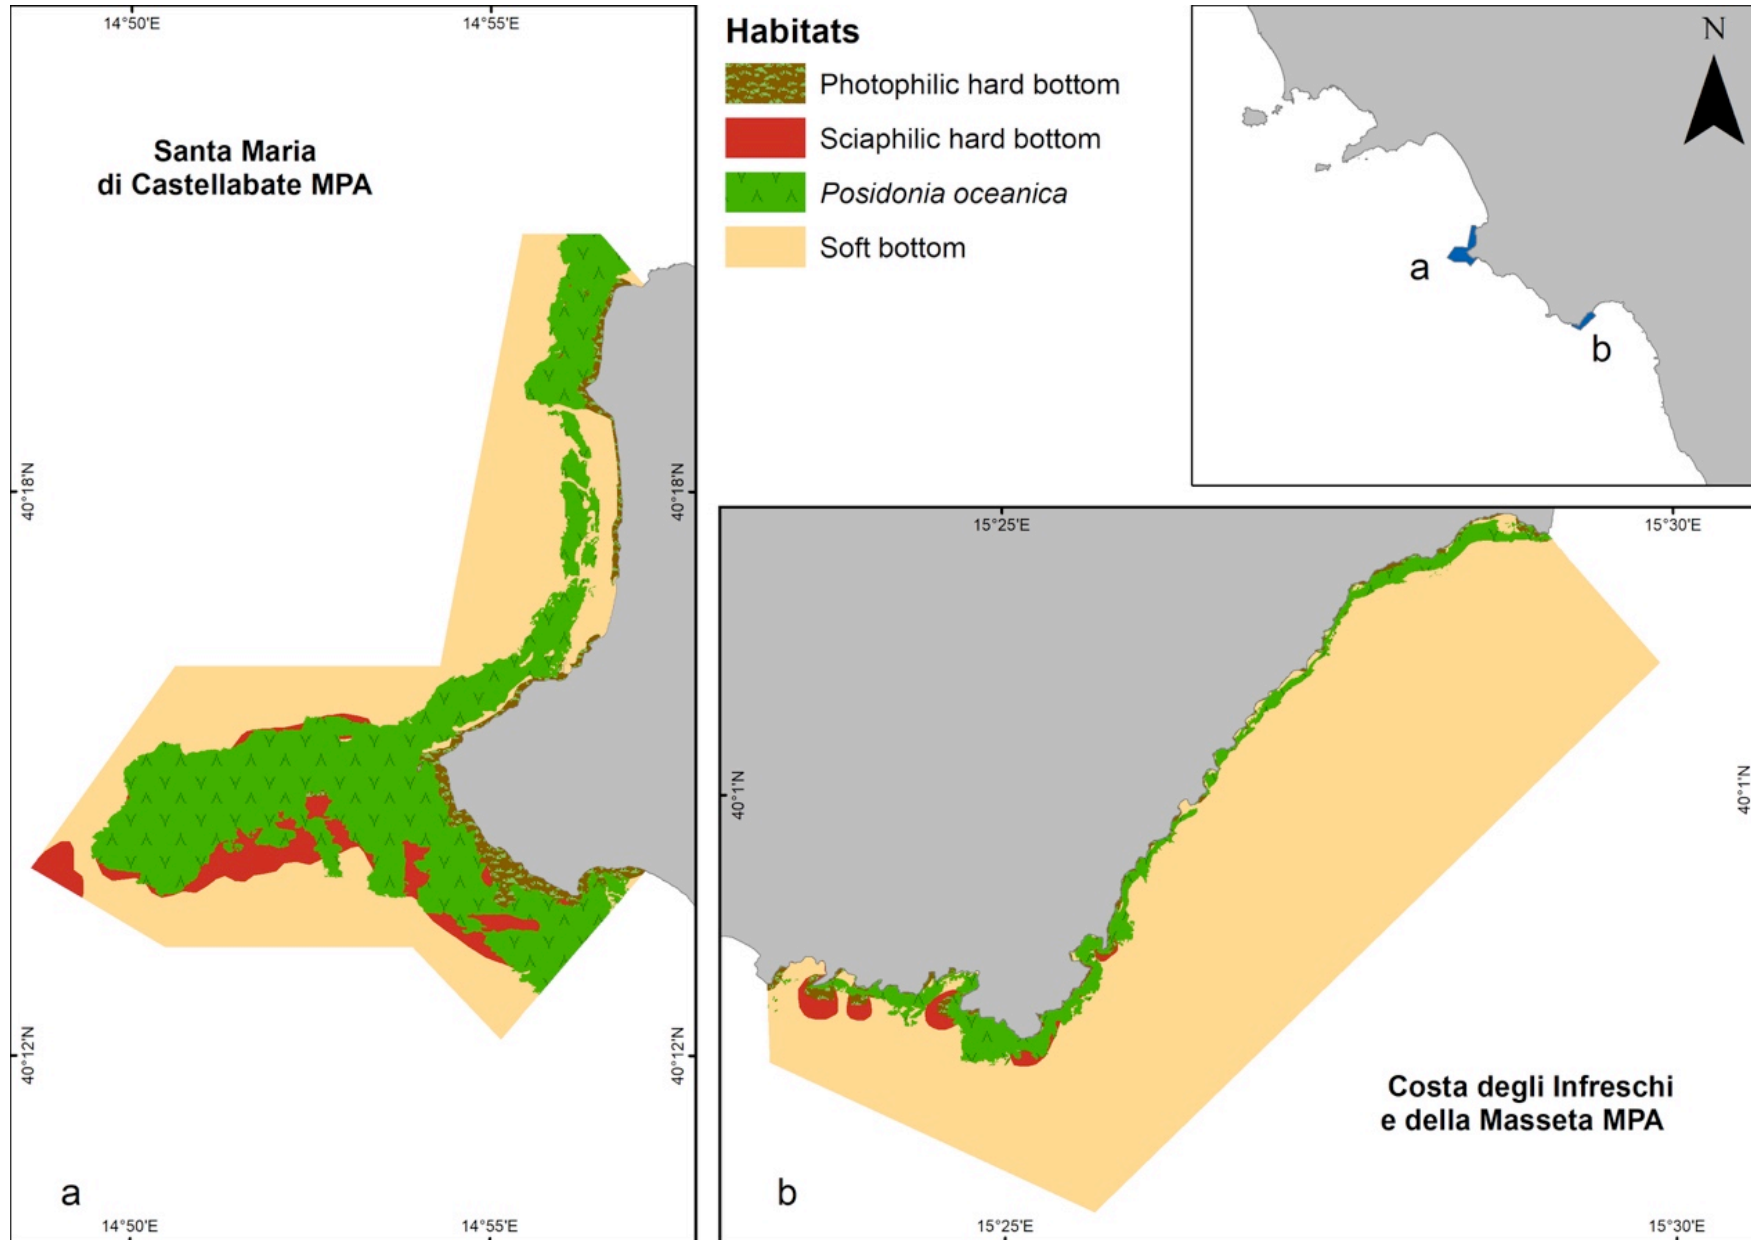 14°50'E
14°55'E
Santa Maria
di Castellabate MPA
40°18'N
40°18'N
40°12'N
40°12'N
a
14°50'E
14°55'E
Habitats
Photophilic hard bottom
Sciaphilic hard bottom
Posidonia oceanica
Soft bottom
N
a
b
15°25'E
15°30'E
40°1'N
40°1'N
Costa degli Infreschi
e della Masseta MPA
b
15°25'E
15°30'E